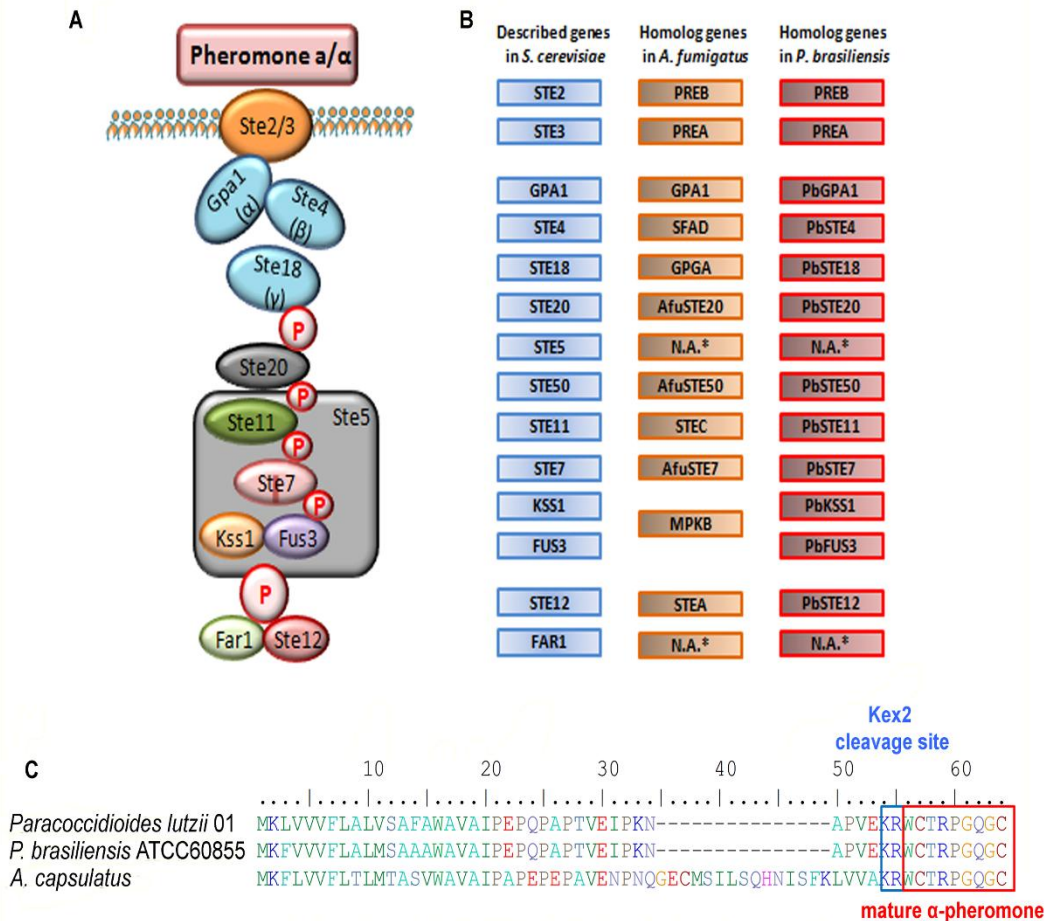 A
Pheromone a/α
Ste2/3
Gpa1
(α)
Ste4
(β)
Ste18
(γ)
P
Ste20
P
Ste11
Ste5
P
Ste7
P
Kss1
Fus3
P
Far1
Ste12
B
Described genes in S. cerevisiae
Homolog genes in A. fumigatus
Homolog genes in P. brasiliensis
STE2 PREB PREB
STE3 PREA PREA
GPA1 GPA1 PbGPA1
STE4 SFAD PbSTE4
STE18 GPGA PbSTE18
STE20 AfuSTE20 PbSTE20
STE5 N.A.* N.A.*
STE50 AfuSTE50 PbSTE50
STE11 STEC PbSTE11
STE7 AfuSTE7 PbSTE7
KSS1 MPKB PbKSS1
FUS3 PbFUS3
STE12 STEA PbSTE12
FAR1 N.A.* N.A.*
Kex2
cleavage site
C
10 20 30 40 50 60
Paracoccidioides lutzii 01 MKLVVVFLALVSAFAWAVAIPEPQPAPTVEIPKN---------------APVEKRWCTRPGQGC
P. brasiliensis ATCC60855 MKFVVVFLALMSAAAWAVAIPEPQPAPTVEIPKN---------------APVEKRWCTRPGQGC
A. capsulatus MKFLVVFLTLMTASVWAVAIPAPEPEPAVENPNQGECMSILSQHNISFKLVVAKRWCTRPGQGC
mature α-pheromone